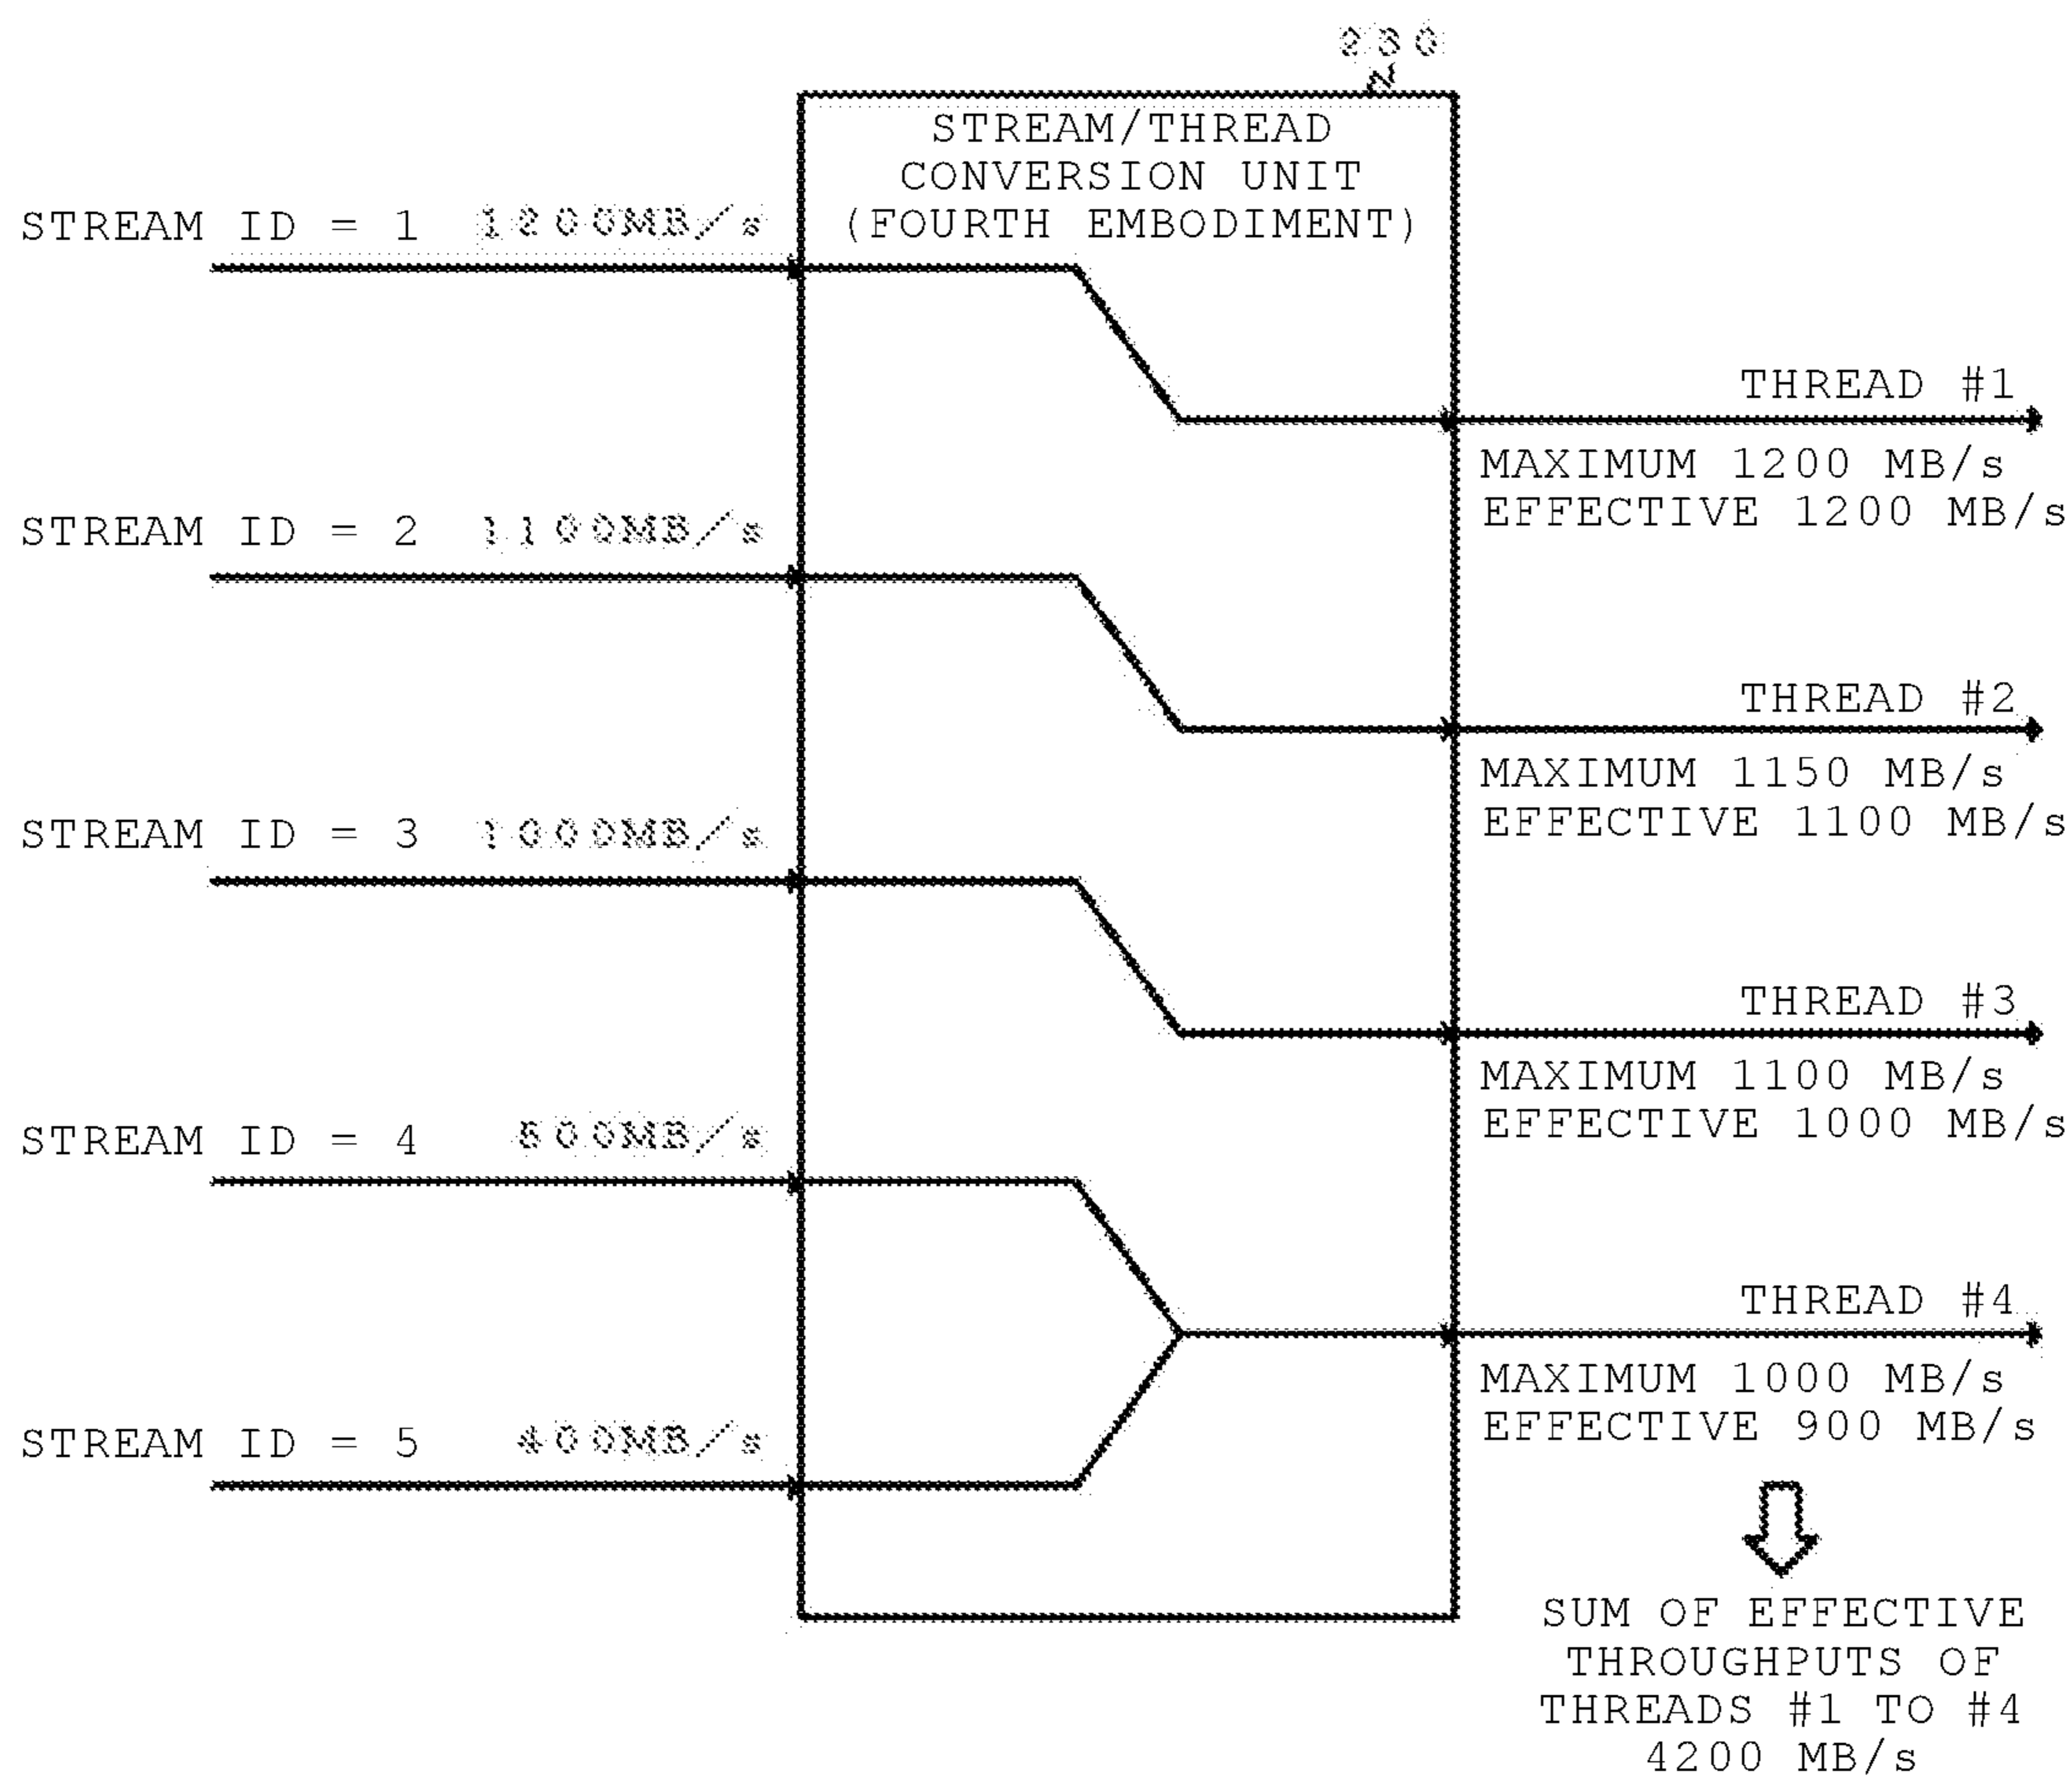 STREAM/THREAD
CONVERSION UNIT
(FOURTH EMBODIMENT)
STREAM ID = 1 1200MB/s
THREAD #1
MAXIMUM 1200 MB/s
EFFECTIVE 1200 MB/s
STREAM ID = 2 1100MB/s
THREAD #2
MAXIMUM 1150 MB/s
EFFECTIVE 1100 MB/s
STREAM ID = 3 1000MB/s
THREAD #3
MAXIMUM 1100 MB/s
EFFECTIVE 1000 MB/s
STREAM ID = 4 500MB/s
THREAD #4
MAXIMUM 1000 MB/s
EFFECTIVE 900 MB/s
STREAM ID = 5 400MB/s
SUM OF EFFECTIVE
THROUGHPUTS OF
THREADS #1 TO #4
4200 MB/s